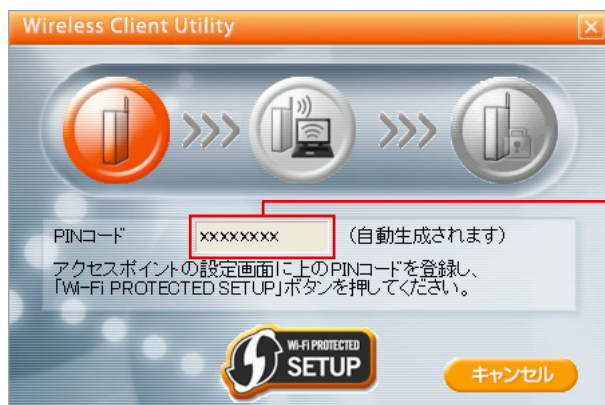 Wireless Client Utility
PINコード xxxxxxxx (自動生成されます)
アクセスポイントの設定画面に上のPINコードを登録し、
「Wi-Fi PROTECTED SETUP」ボタンを押してください。
Wi-Fi PROTECTED
SETUP
キャンセル